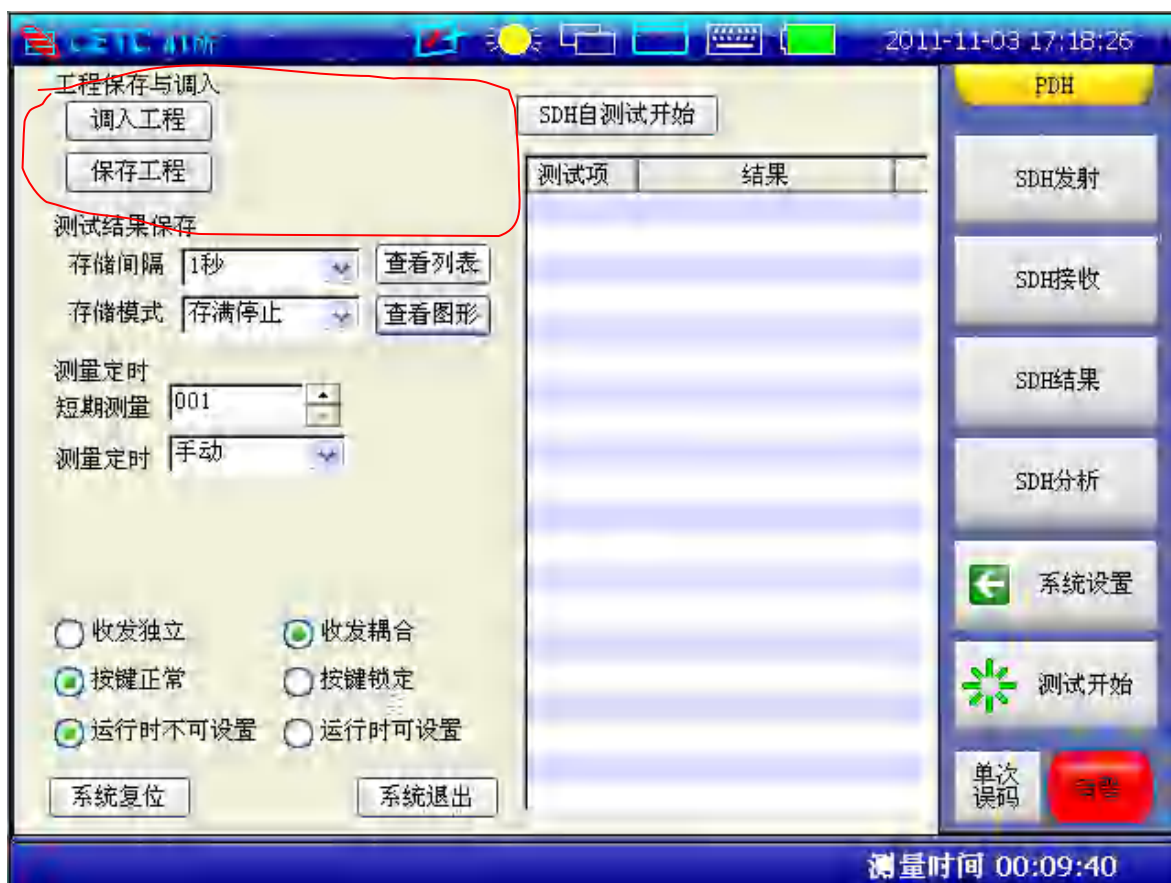 CETC 41所
2011-11-03 17:18:26
工程保存与调入
调入工程
保存工程
测试结果保存
存储间隔 1秒 查看列表
存储模式 存满停止 查看图形
测量定时
短期测量 001
测量定时 手动
收发独立 收发耦合
按键正常 按键锁定
运行时不可设置 运行时可设置
系统复位 系统退出
SDH自测试开始
测试项 结果
PDH
SDH发射
SDH接收
SDH结果
SDH分析
系统设置
测试开始
单次
误码
测量时间 00:09:40